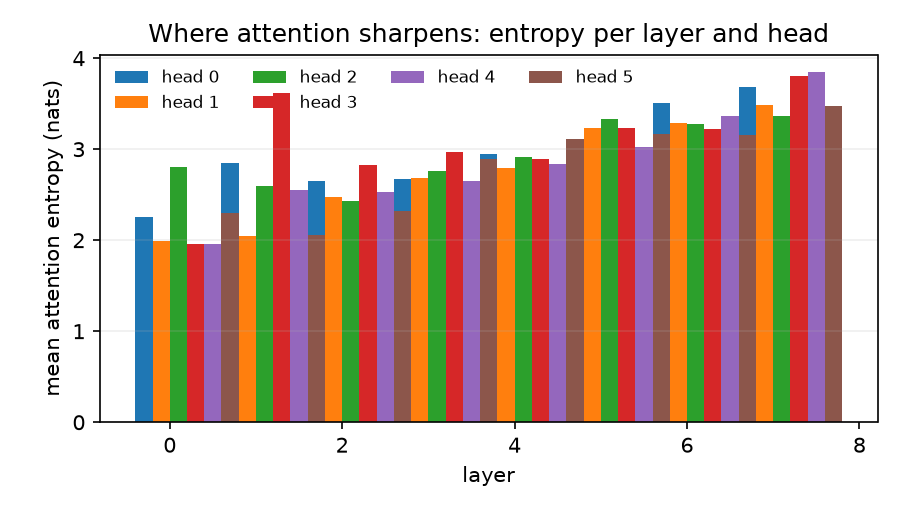 Where attention sharpens: entropy per layer and head
head 0 head 2 head 4 head 5
head 1 head 3
mean attention entropy (nats)
4
3
2
1
0
0 2 4 6 8
layer